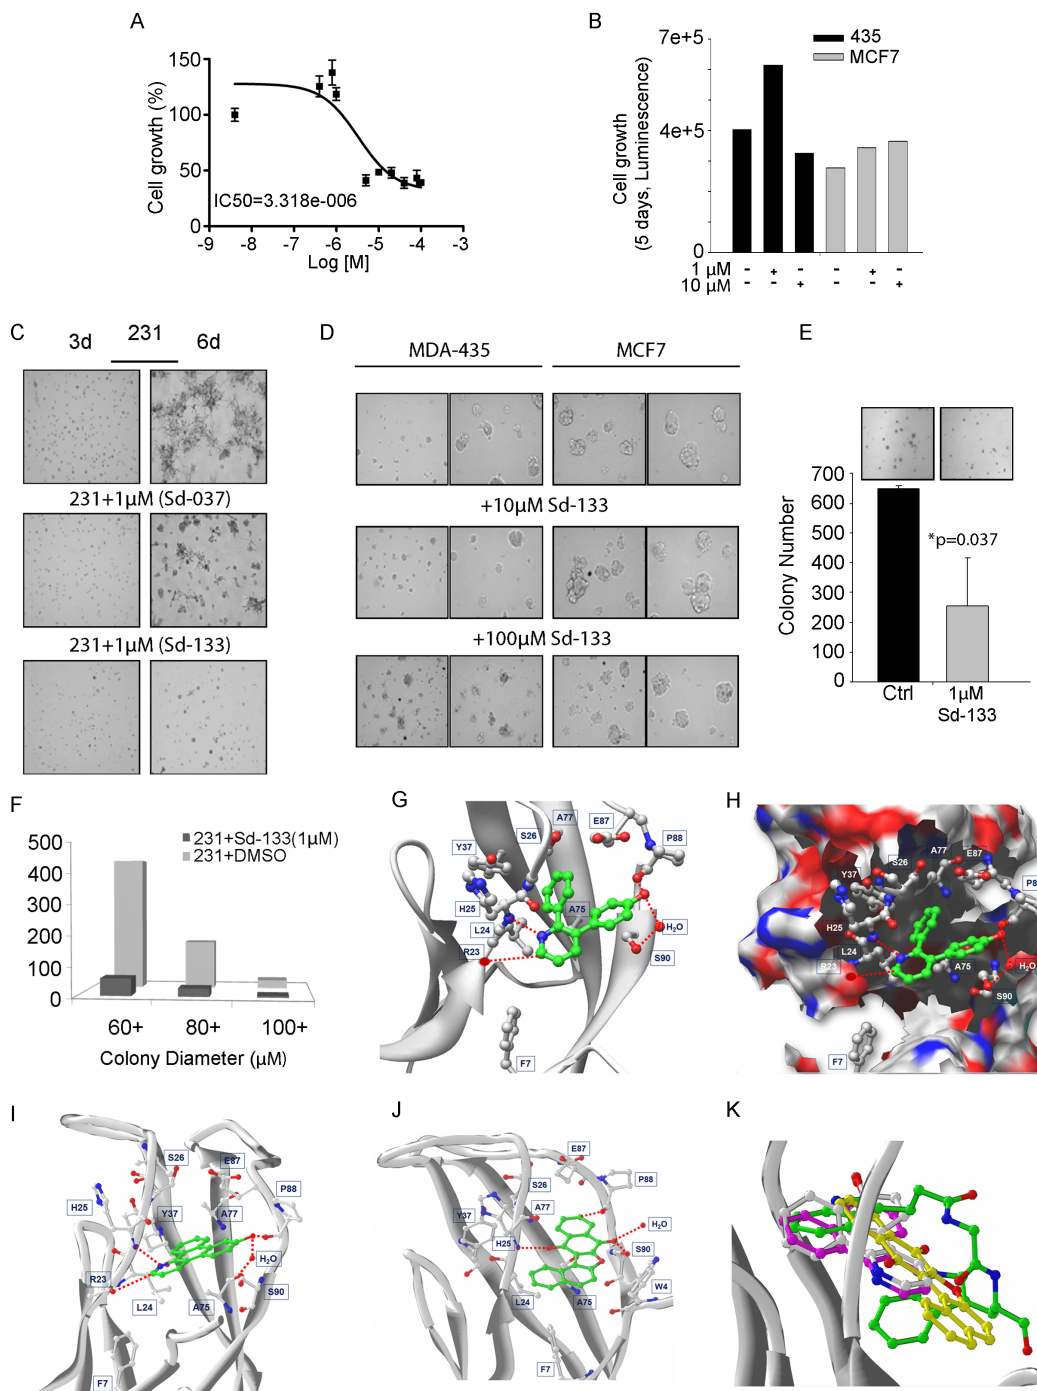 A
150
100
50
0
Cell growth (%)
IC50=3.318e-006
-9 -8 -7 -6 -5 -4 -3
Log [M]
B
7e+5
4e+5
0
Cell growth
(5 days, Luminescence)
435
MCF7
1 µM - + - - + -
10 µM - - + - - +
C
231
3d 6d
231+1µM (Sd-037)
231+1µM (Sd-133)
D
MDA-435 MCF7
+10µM Sd-133
+100µM Sd-133
E
700
600
500
400
300
200
100
0
Colony Number
*p=0.037
Ctrl 1µM
Sd-133
F
500
400
300
200
100
0
231+Sd-133(1µM)
231+DMSO
60+ 80+ 100+
Colony Diameter (µM)
G
A77
E87
S26
P88
Y37
H25
A75
L24
H₂O
R23
S90
F7
H
A77
E87
S26
Y37
P8
H25
L24
R23
A75
H₂O
S90
F7
I
S26
E87
H25
P88
Y37
A77
H₂O
R23
S90
L24
A75
F7
J
E87
S26
P88
A77
Y37
H₂O
H25
S90
W4
L24
A75
F7
K